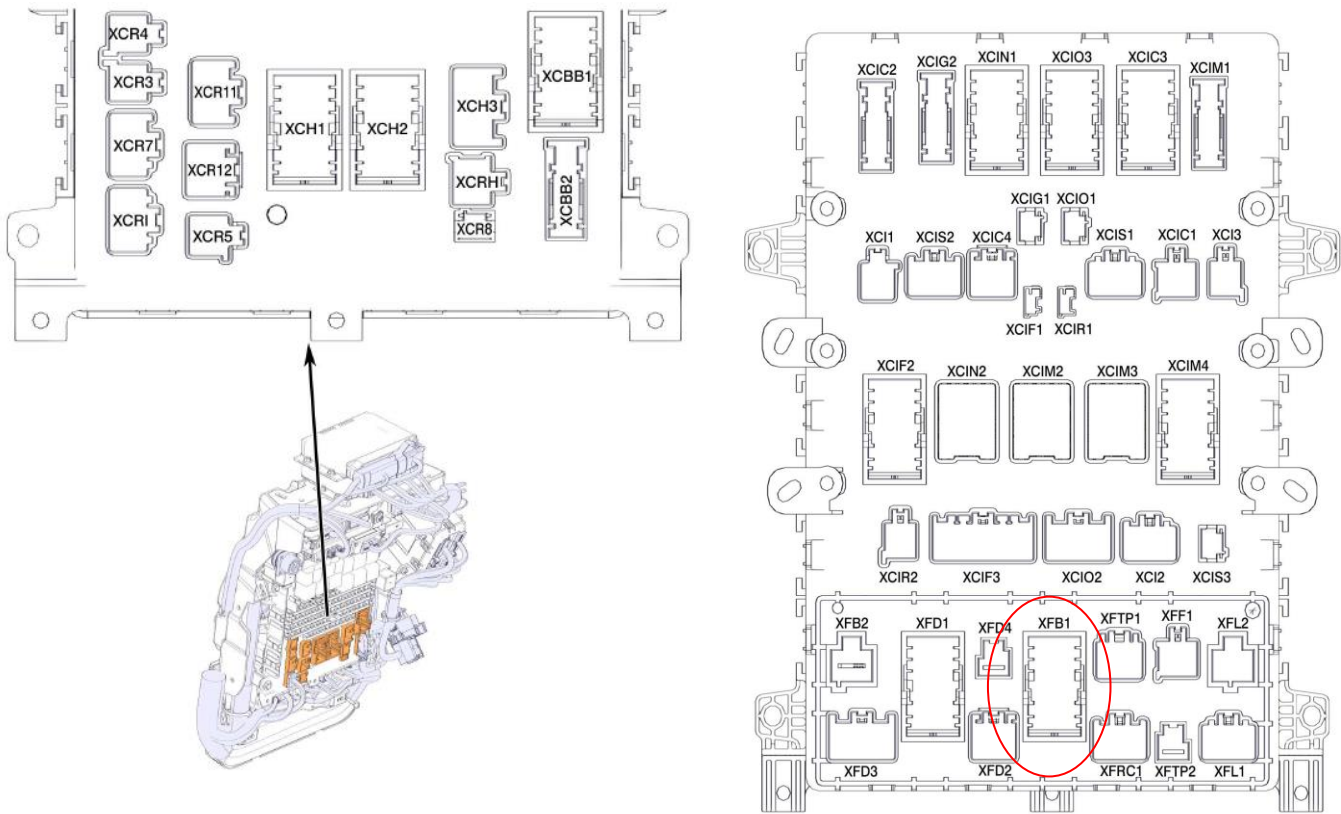 XCR4
XCR3
XCR7
XCRI
XCR11
XCR12
XCR5
XCH1
XCH2
XCH3
XCRH
XCR8
XCBB1
XCBB2
XCIC2
XCIG2
XCIN1
XCIO3
XCIC3
XCIM1
XCIG1
XCIO1
XCI1
XCIS2
XCIC4
XCIS1
XCIC1
XCI3
XCIF1
XCIR1
XCIF2
XCIN2
XCIM2
XCIM3
XCIM4
XCIR2
XCIF3
XCIO2
XCI2
XCIS3
XFB2
XFD1
XFD4
XFB1
XFTP1
XFF1
XFL2
XFD3
XFD2
XFRC1
XFTP2
XFL1